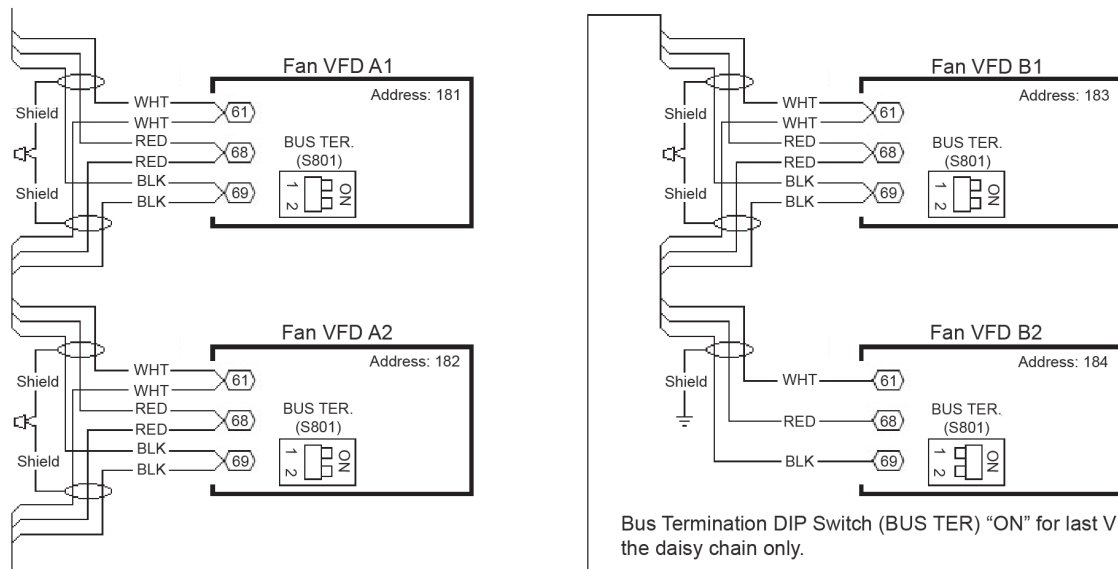 Fan VFD A1
Address: 181
Shield
Shield
WHT
WHT
RED
RED
BLK
BLK
61
68
69
BUS TER.
(S801)
1
2
ON
Fan VFD A2
Address: 182
Shield
Shield
WHT
WHT
RED
RED
BLK
BLK
61
68
69
BUS TER.
(S801)
1
2
ON
Fan VFD B1
Address: 183
Shield
Shield
WHT
WHT
RED
RED
BLK
BLK
61
68
69
BUS TER.
(S801)
1
2
ON
Fan VFD B2
Address: 184
Shield
WHT
RED
BLK
61
68
69
BUS TER.
(S801)
1
2
ON
Bus Termination DIP Switch (BUS TER) “ON” for last V
the daisy chain only.